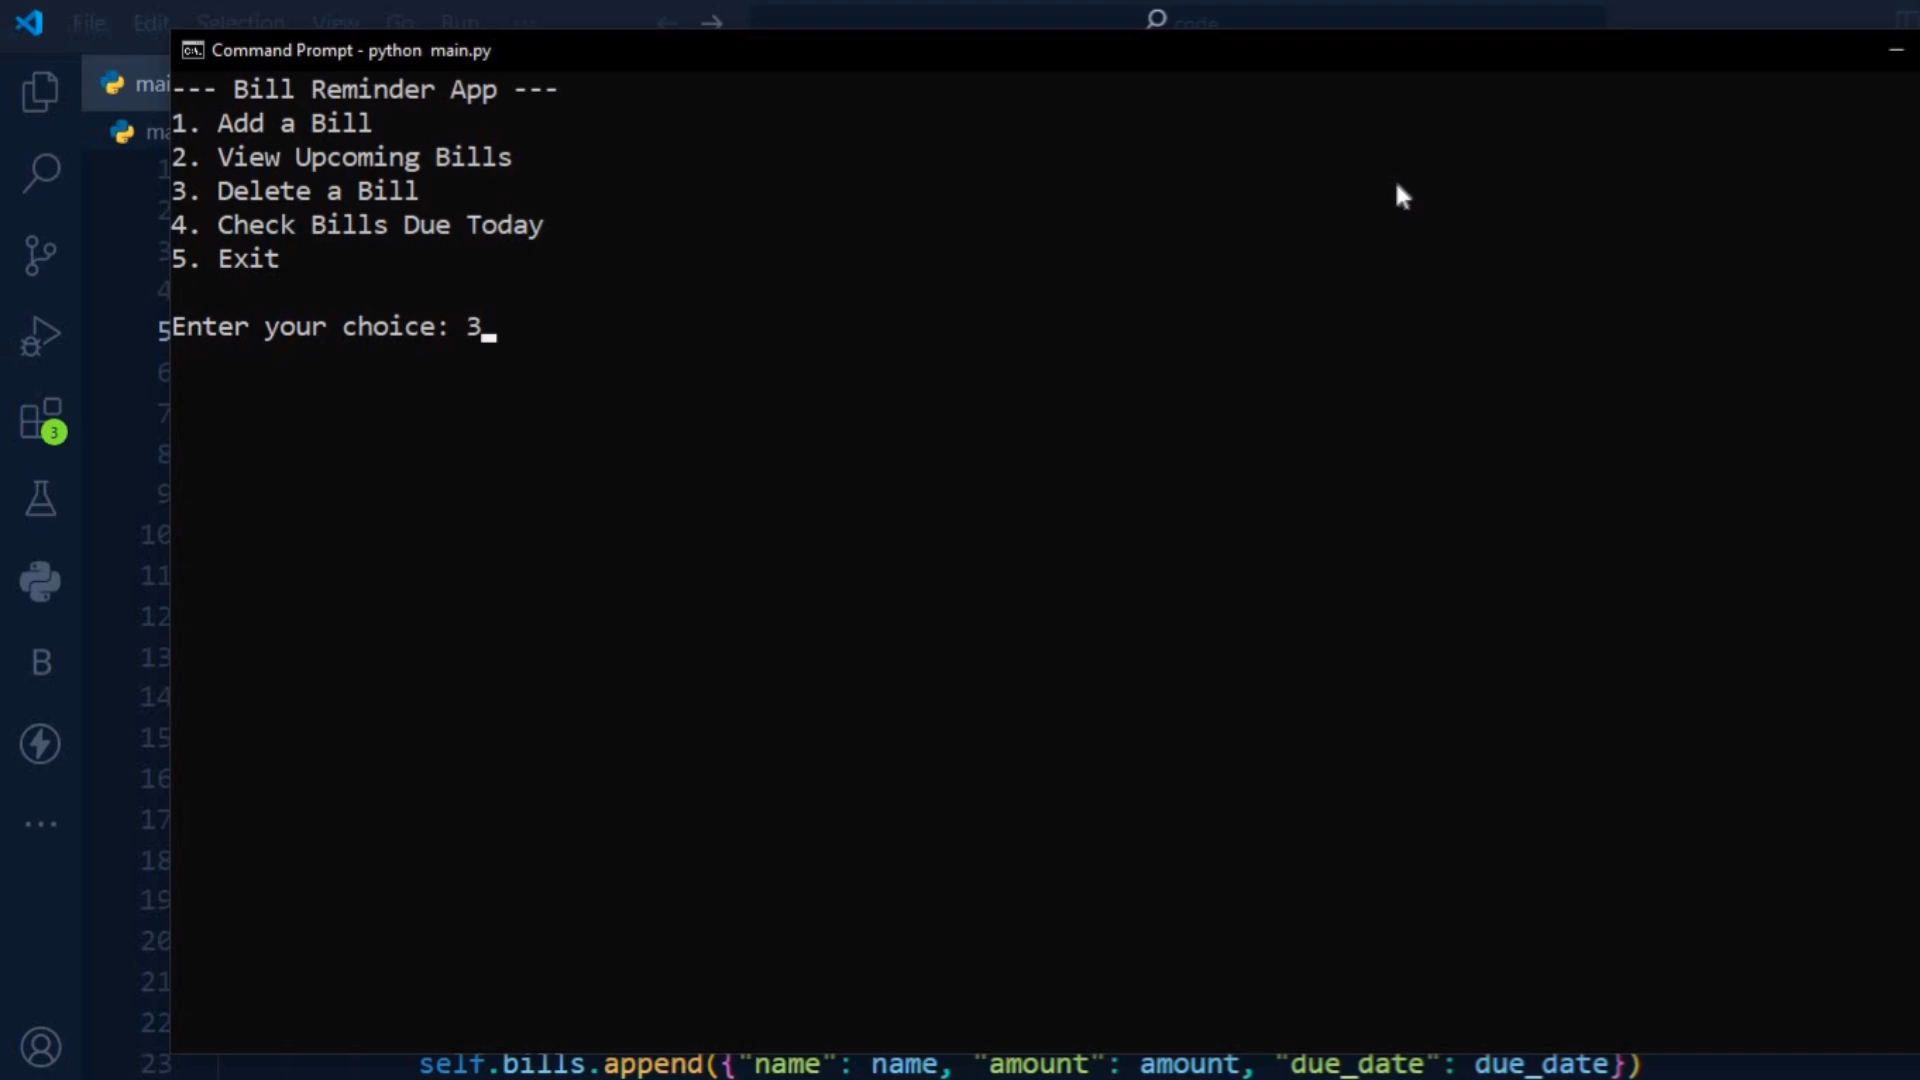 File Edit Selection View Go Run ... code
Command Prompt - python main.py
mai
--- Bill Reminder App ---
1. Add a Bill
ma
2. View Upcoming Bills
1
3. Delete a Bill
2
4. Check Bills Due Today
3
5. Exit
4
5
Enter your choice: 3
6
7
3
8
9
10
11
12
13
B
14
15
16
17
18
19
20
21
22
23 self.bills.append({"name": name, "amount": amount, "due_date": due_date})